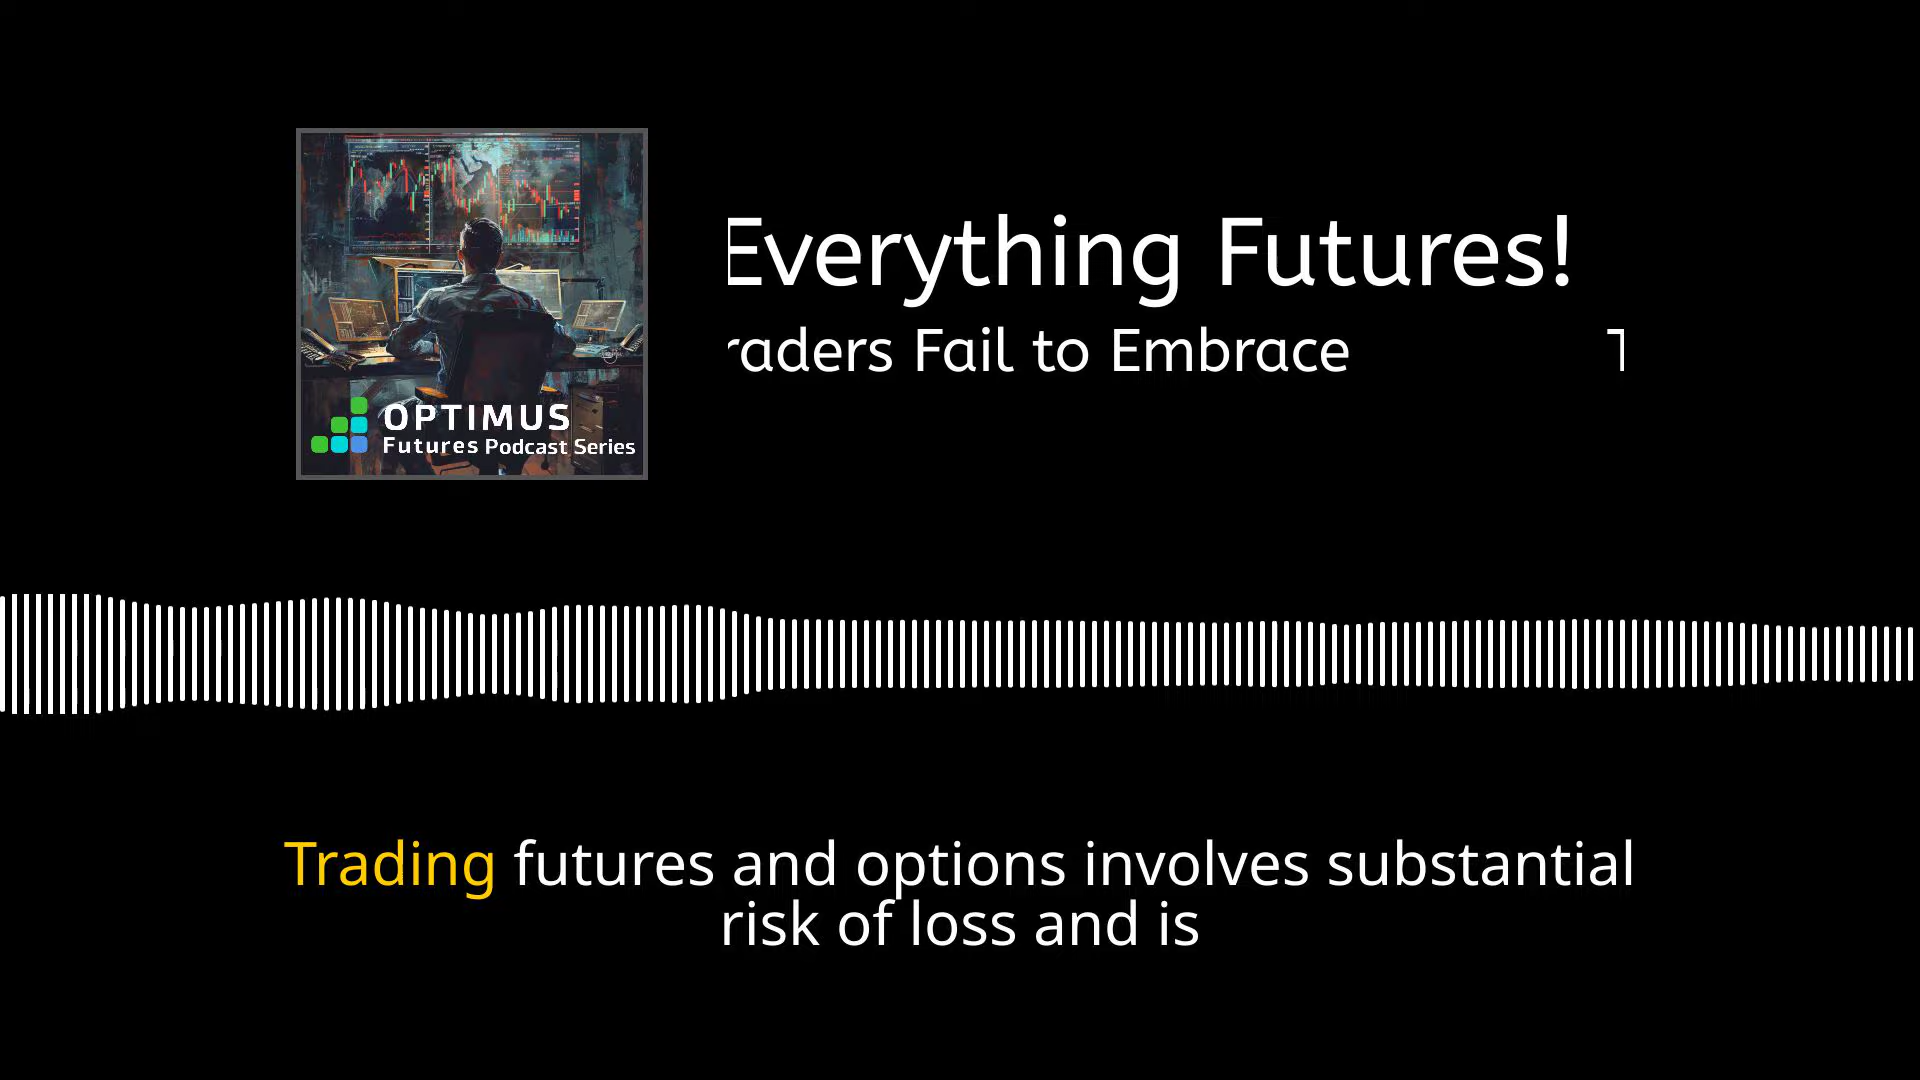 Everything Futures!
raders Fail to Embrace T
OPTIMUS
Futures Podcast Series
Trading futures and options involves substantial
risk of loss and is